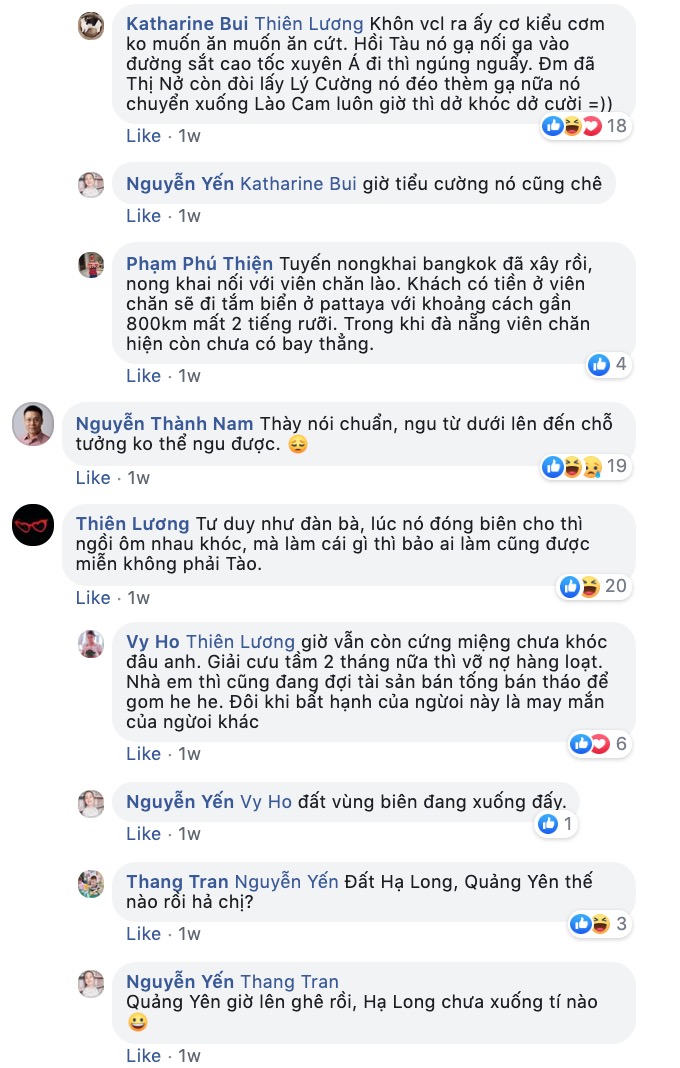 Katharine Bui Thiên Lương Khôn vcl ra ấy cơ kiểu cơm
ko muốn ăn muốn ăn cứt. Hồi Tàu nó gạ nối ga vào
đường sắt cao tốc xuyên Á đi thì ngúng nguẩy. Đm đã
Thị Nở còn đòi lấy Lý Cường nó đéo thèm gạ nữa nó
chuyển xuống Lào Cam luôn giờ thì dở khóc dở cười =))
18
Like · 1w
Nguyễn Yến Katharine Bui giờ tiểu cường nó cũng chê
Like · 1w
Phạm Phú Thiện Tuyến nongkhai bangkok đã xây rồi,
nong khai nối với viên chăn lào. Khách có tiền ở viên
chăn sẽ đi tắm biển ở pattaya với khoảng cách gần
800km mất 2 tiếng rưỡi. Trong khi đà nẵng viên chăn
hiện còn chưa có bay thẳng.
4
Like · 1w
Nguyễn Thành Nam Thày nói chuẩn, ngu từ dưới lên đến chỗ
tưởng ko thể ngu được. 😔
19
Like · 1w
Thiên Lương Tư duy như đàn bà, lúc nó đóng biên cho thì
ngồi ôm nhau khóc, mà làm cái gì thì bảo ai làm cũng được
miễn không phải Tào.
20
Like · 1w
Vy Ho Thiên Lương giờ vẫn còn cứng miệng chưa khóc
đâu anh. Giải cưu tầm 2 tháng nữa thì vỡ nợ hàng loạt.
Nhà em thì cũng đang đợi tài sản bán tống bán tháo để
gom he he. Đôi khi bất hạnh của ngừoi này là may mắn
của ngừoi khác
6
Like · 1w
Nguyễn Yến Vy Ho đất vùng biên đang xuống đấy.
1
Like · 1w
Thang Tran Nguyễn Yến Đất Hạ Long, Quảng Yên thế
nào rồi hả chị?
3
Like · 1w
Nguyễn Yến Thang Tran
Quảng Yên giờ lên ghê rồi, Hạ Long chưa xuống tí nào
😀
Like · 1w